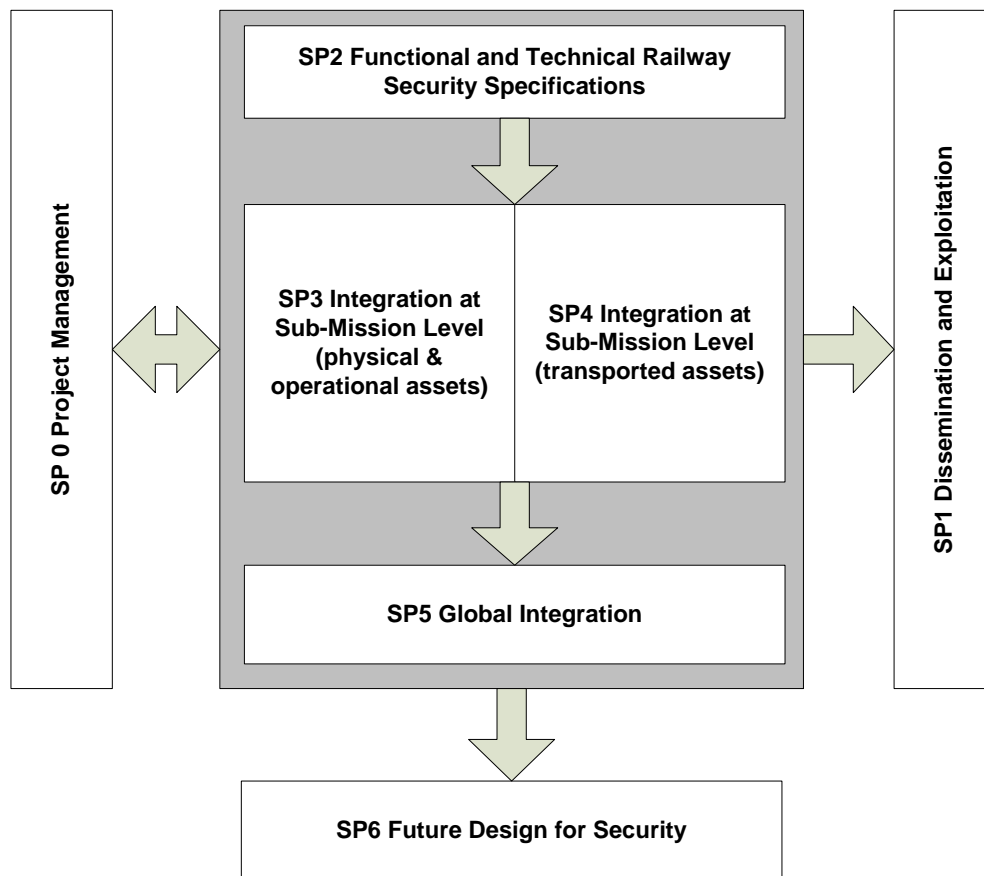 SP 0 Project Management
SP2 Functional and Technical Railway
Security Specifications
SP3 Integration at
Sub-Mission Level
(physical &
operational assets)
SP4 Integration at
Sub-Mission Level
(transported assets)
SP5 Global Integration
SP1 Dissemination and Exploitation
SP6 Future Design for Security